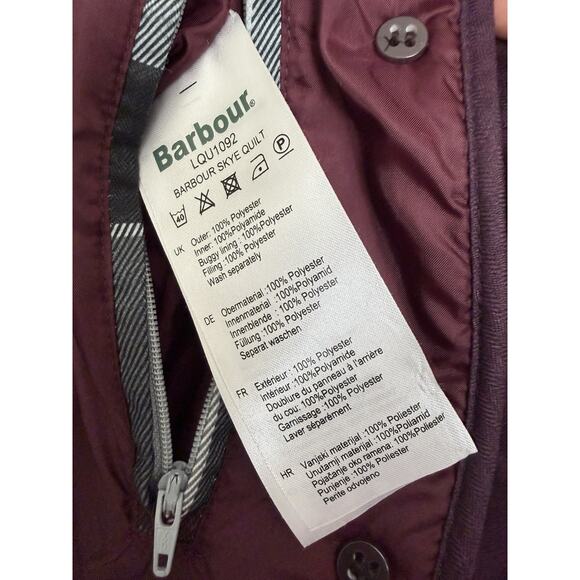 Barbour®
LQU1092
BARBOUR SKYE QUILT
40 P
UK Outer: 100% Polyester
Inner: 100%Polyamide
Buggy lining : 100%Polyester
Filling :100% Polyester
Wash separately
DE Obermaterial :100% Polyester
Innenmaterial :100% Polyamid
Innenblende : 100% Polyester
Füllung :100% Polyester
Separat waschen
FR Extérieur : 100% Polyester
Intérieur :100% Polyamide
Doublure du panneau à l'arrière
du cou: 100% Polyester
Garnissage :100% Polyester
Laver séparément
HR Vanjski materijal :100% Poliester
Unutarnji materijal :100% Poliamid
Pojačanje oko ramena: 100% Poliester
Punjenje :100% Poliester
Perite odvojeno